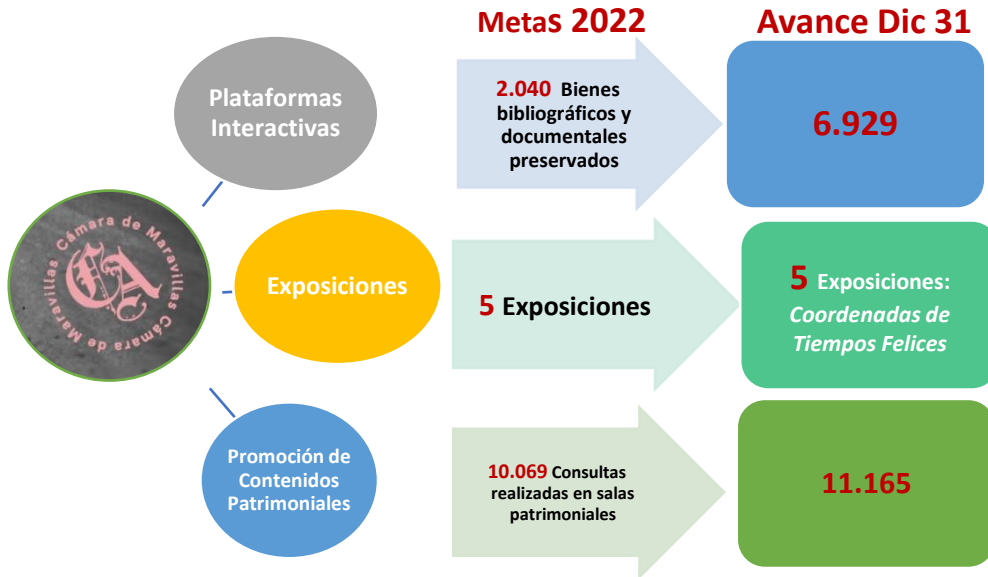 Metas 2022
Avance Dic 31
Plataformas
Interactivas
2.040 Bienes
bibliográficos y
documentales
preservados
6.929
Cámara de Maravillas Cámara de Maravillas
CA
Exposiciones
5 Exposiciones
5 Exposiciones:
Coordenadas de
Tiempos Felices
Promoción de
Contenidos
Patrimoniales
10.069 Consultas
realizadas en salas
patrimoniales
11.165